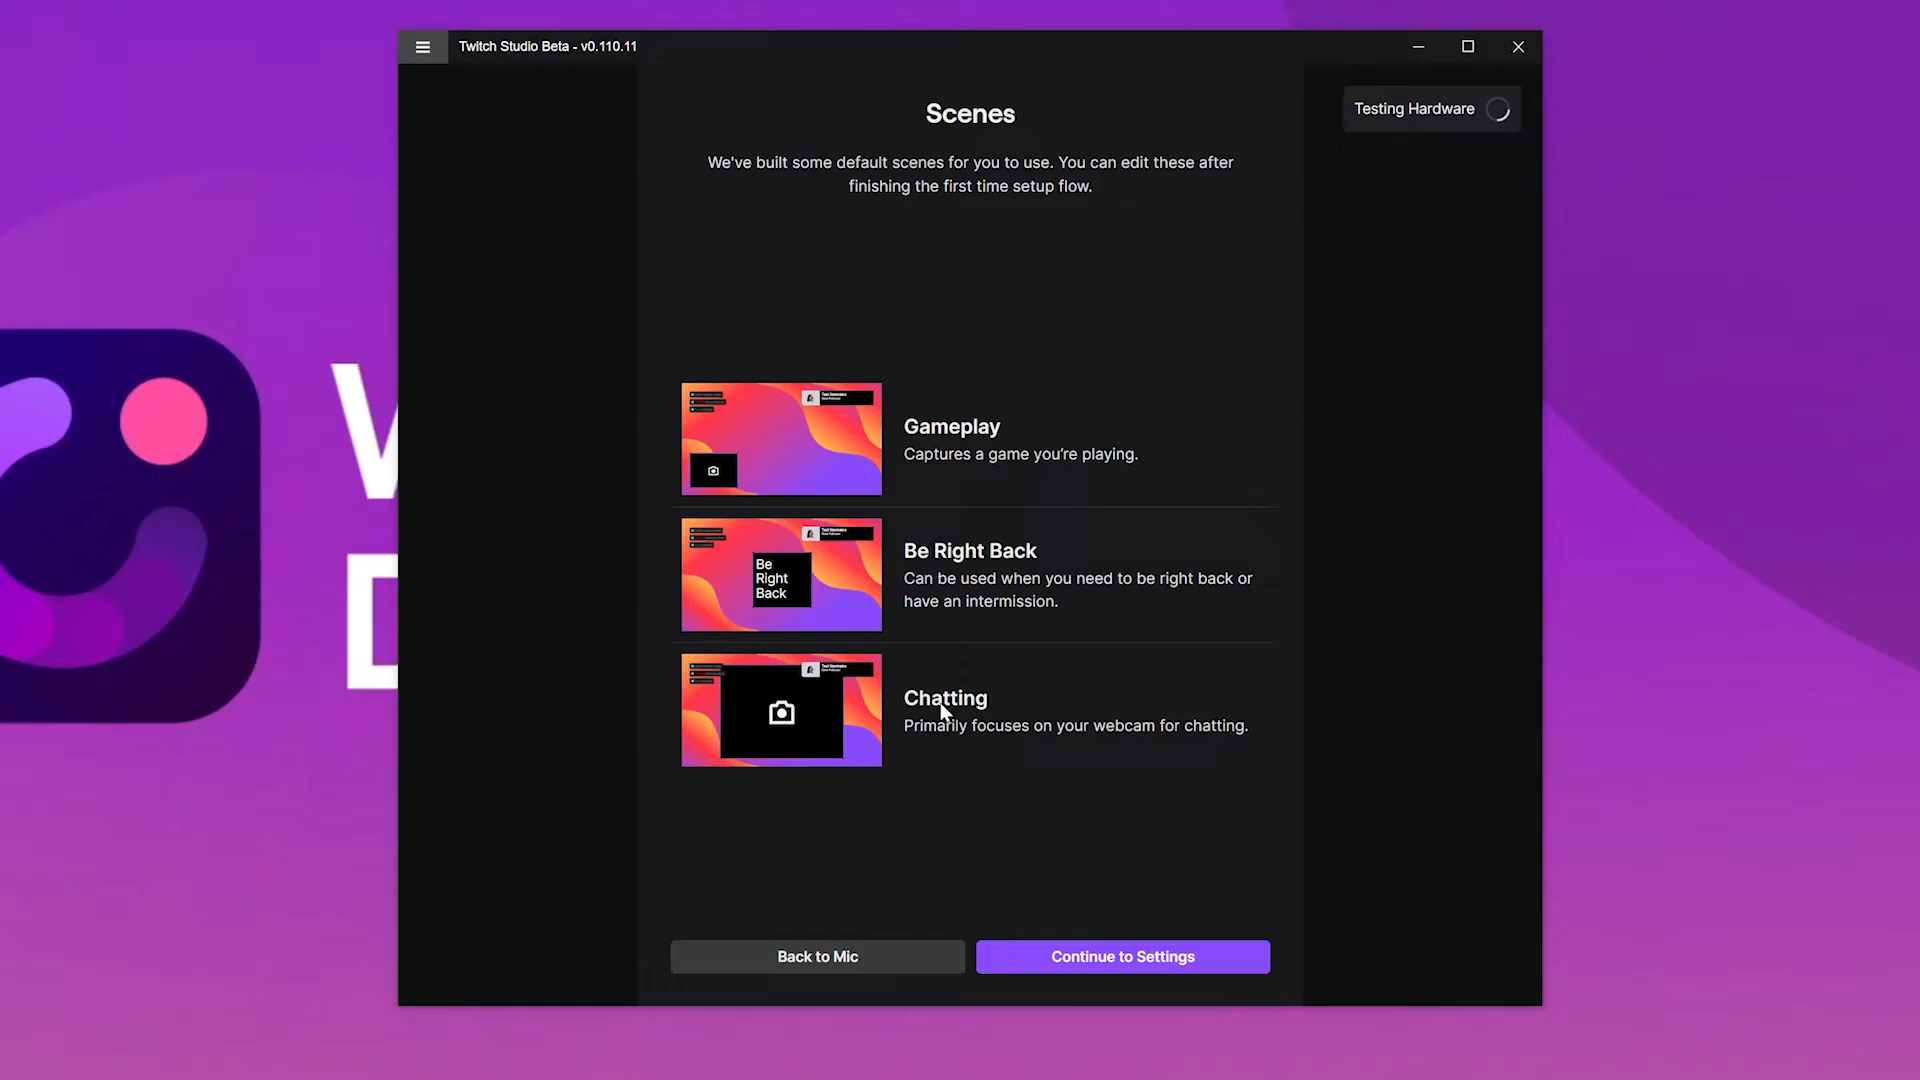 Twitch Studio Beta - v0.110.11
Testing Hardware
Scenes
We've built some default scenes for you to use. You can edit these after
finishing the first time setup flow.
Gameplay
Captures a game you’re playing.
Be
Right
Back
Be Right Back
Can be used when you need to be right back or
have an intermission.
Chatting
Primarily focuses on your webcam for chatting.
Back to Mic
Continue to Settings